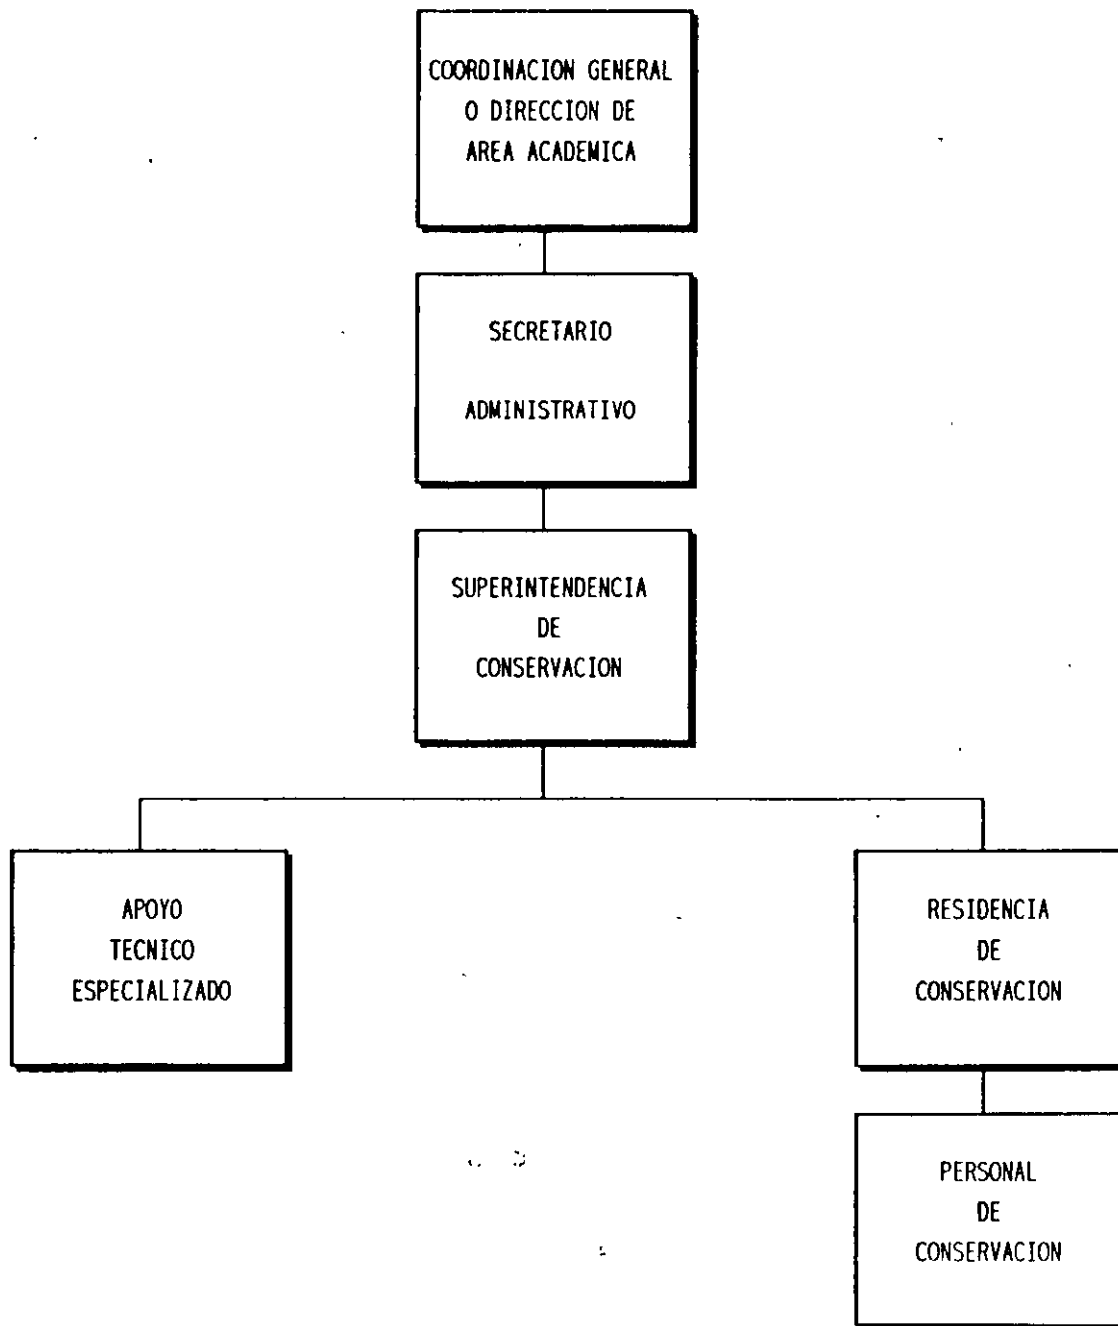 COORDINACION GENERAL
O DIRECCION DE
AREA ACADEMICA
SECRETARIO
ADMINISTRATIVO
SUPERINTENDENCIA
DE
CONSERVACION
APOYO
TECNICO
ESPECIALIZADO
RESIDENCIA
DE
CONSERVACION
PERSONAL
DE
CONSERVACION